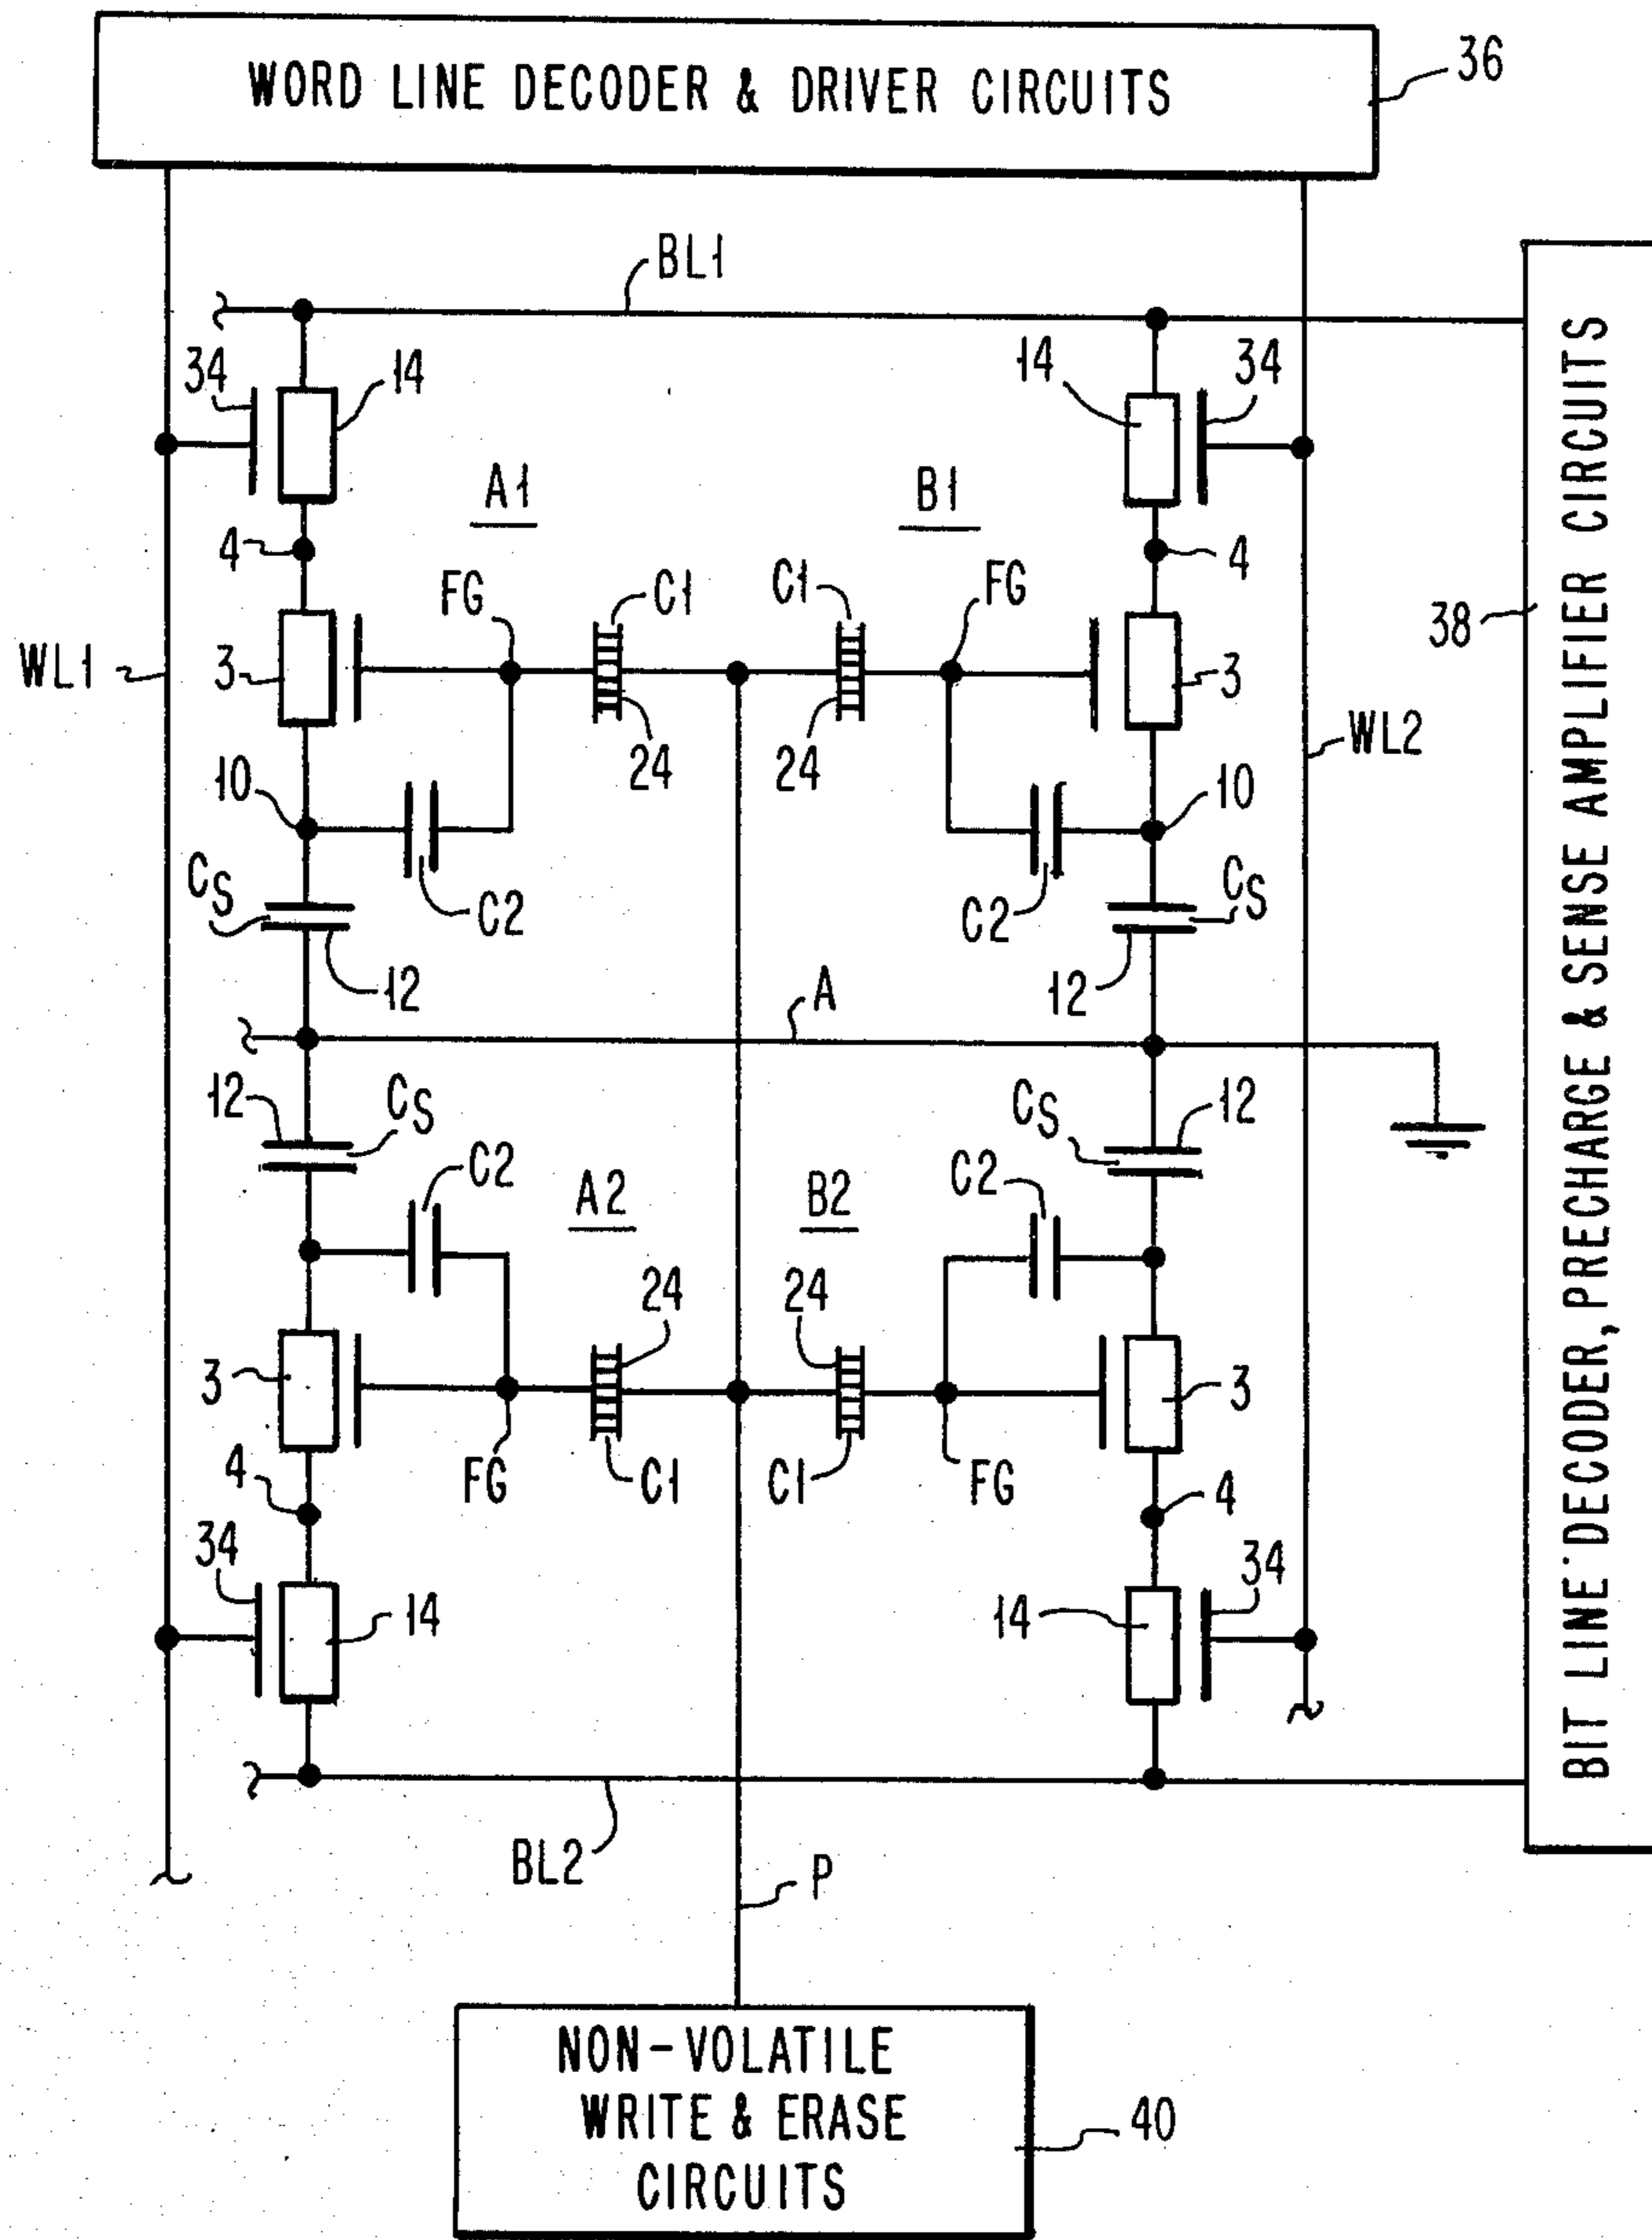 WORD LINE DECODER & DRIVER CIRCUITS
36
BL1
34
14
14
34
A1
B1
4
4
FG
C1
C1
FG
38
WL1
3
3
24
24
WL2
10
10
CS
C2
C2
CS
12
12
A
12
CS
CS
12
C2
A2
B2
C2
24
24
3
3
4
FG
C1
C1
FG
4
34
14
14
34
BL2
P
BIT LINE DECODER, PRECHARGE & SENSE AMPLIFIER CIRCUITS
NON-VOLATILE
WRITE & ERASE
CIRCUITS
40